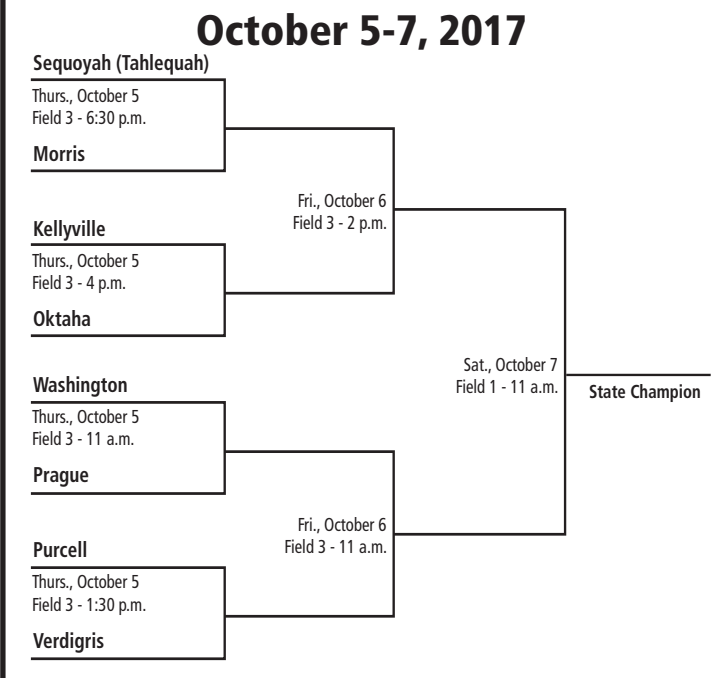 October 5-7, 2017
Sequoyah (Tahlequah)
Thurs., October 5
Field 3 - 6:30 p.m.
Morris
Fri., October 6
Field 3 - 2 p.m.
Kellyville
Thurs., October 5
Field 3 - 4 p.m.
Oktaha
Sat., October 7
Field 1 - 11 a.m.
State Champion
Washington
Thurs., October 5
Field 3 - 11 a.m.
Prague
Fri., October 6
Field 3 - 11 a.m.
Purcell
Thurs., October 5
Field 3 - 1:30 p.m.
Verdigris